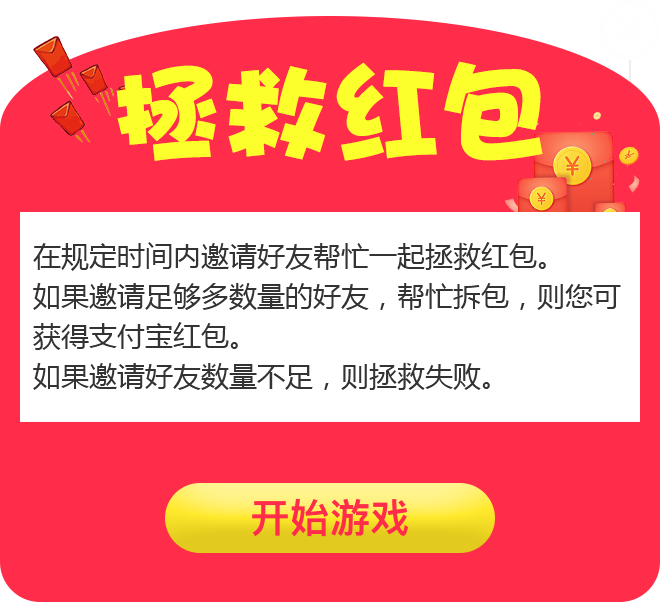 拯救红包
在规定时间内邀请好友帮忙一起拯救红包。
如果邀请足够多数量的好友，帮忙拆包，则您可
获得支付宝红包。
如果邀请好友数量不足，则拯救失败。
开始游戏